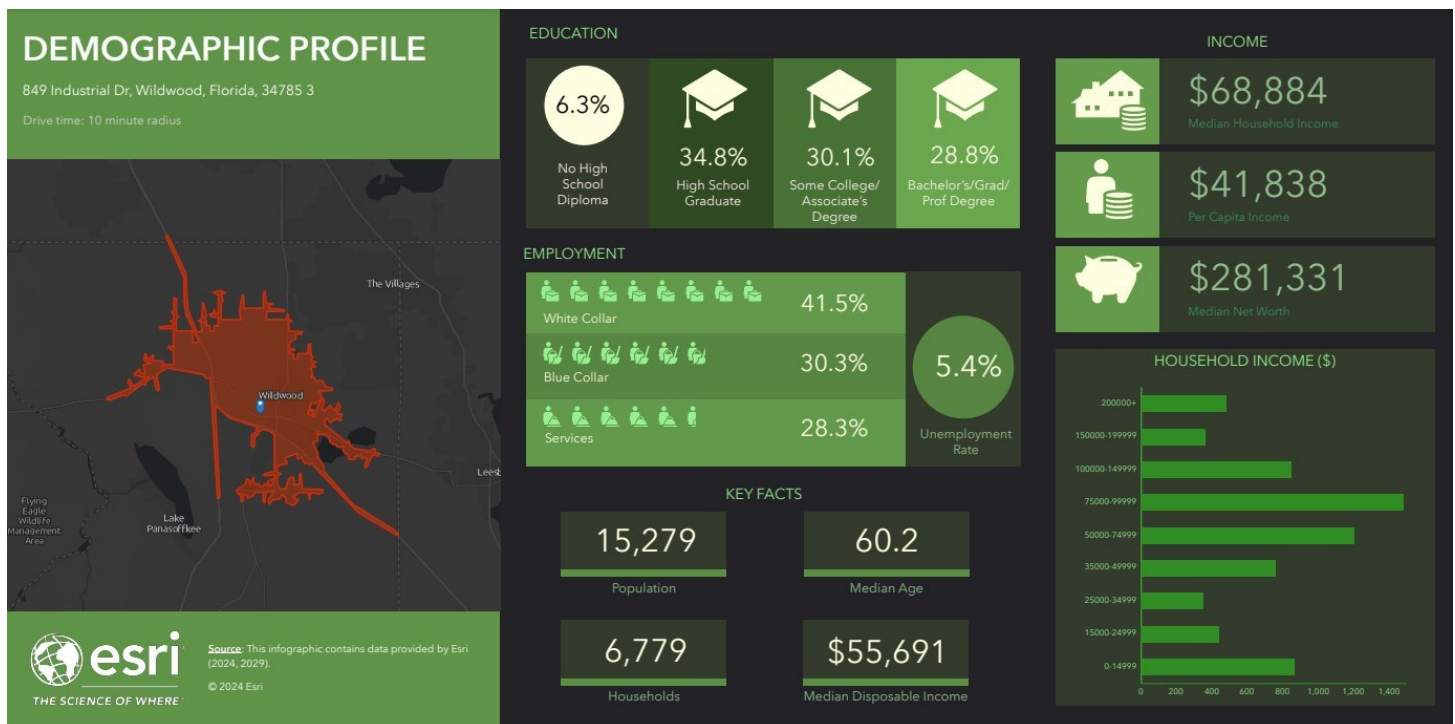 DEMOGRAPHIC PROFILE
849 Industrial Dr, Wildwood, Florida, 34785 3
Drive time: 10 minute radius
The Villages
Wildwood
Flying
Eagle
Wildlife
Management
Area
Lake
Panasoffkee
Leesb
esri
THE SCIENCE OF WHERE
Source: This infographic contains data provided by Esri
(2024, 2029).
© 2024 Esri
EDUCATION
6.3%
No High
School
Diploma
34.8%
High School
Graduate
30.1%
Some College/
Associate's
Degree
28.8%
Bachelor's/Grad/
Prof Degree
EMPLOYMENT
White Collar
41.5%
Blue Collar
30.3%
Services
28.3%
5.4%
Unemployment
Rate
KEY FACTS
15,279
Population
60.2
Median Age
6,779
Households
$55,691
Median Disposable Income
INCOME
$68,884
Median Household Income
$41,838
Per Capita Income
$281,331
Median Net Worth
HOUSEHOLD INCOME ($)
200000+
150000-199999
100000-149999
75000-99999
50000-74999
35000-49999
25000-34999
15000-24999
0-14999
0 200 400 600 800 1,000 1,200 1,400